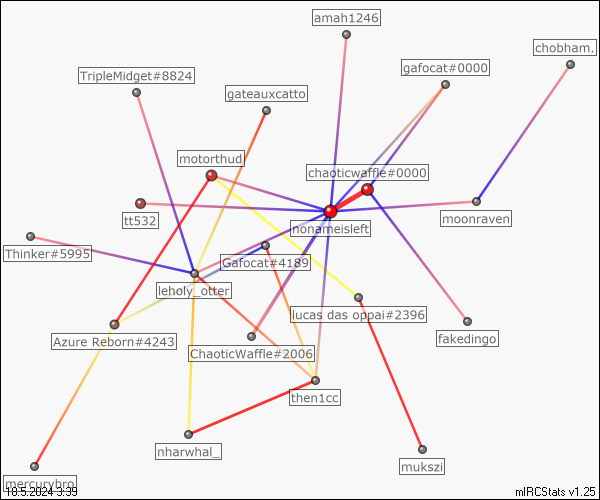 amah1246
chobham.
gafocat#0000
TripleMidget#8824
gateauxcatto
motorthud
chaoticwaffle#0000
tt532
moonraven
nonameisleft
Thinker#5995
Gafocat#4189
leholy_otter
lucas das oppai#2396
fakedingo
Azure Reborn#4243
ChaoticWaffle#2006
then1cc
nharwhal_
mukszi
mercurybro
10.5.2024 3:39
mIRCStats v1.25